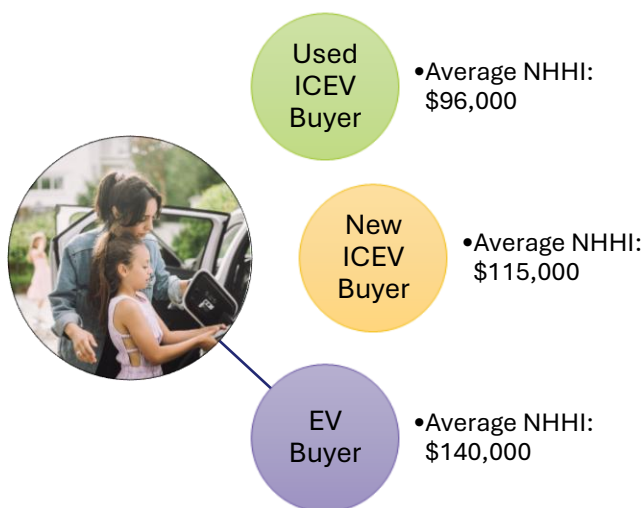 Used
ICEV
Buyer
•Average NHHI:
$96,000
New
ICEV
Buyer
•Average NHHI:
$115,000
EV
Buyer
•Average NHHI:
$140,000